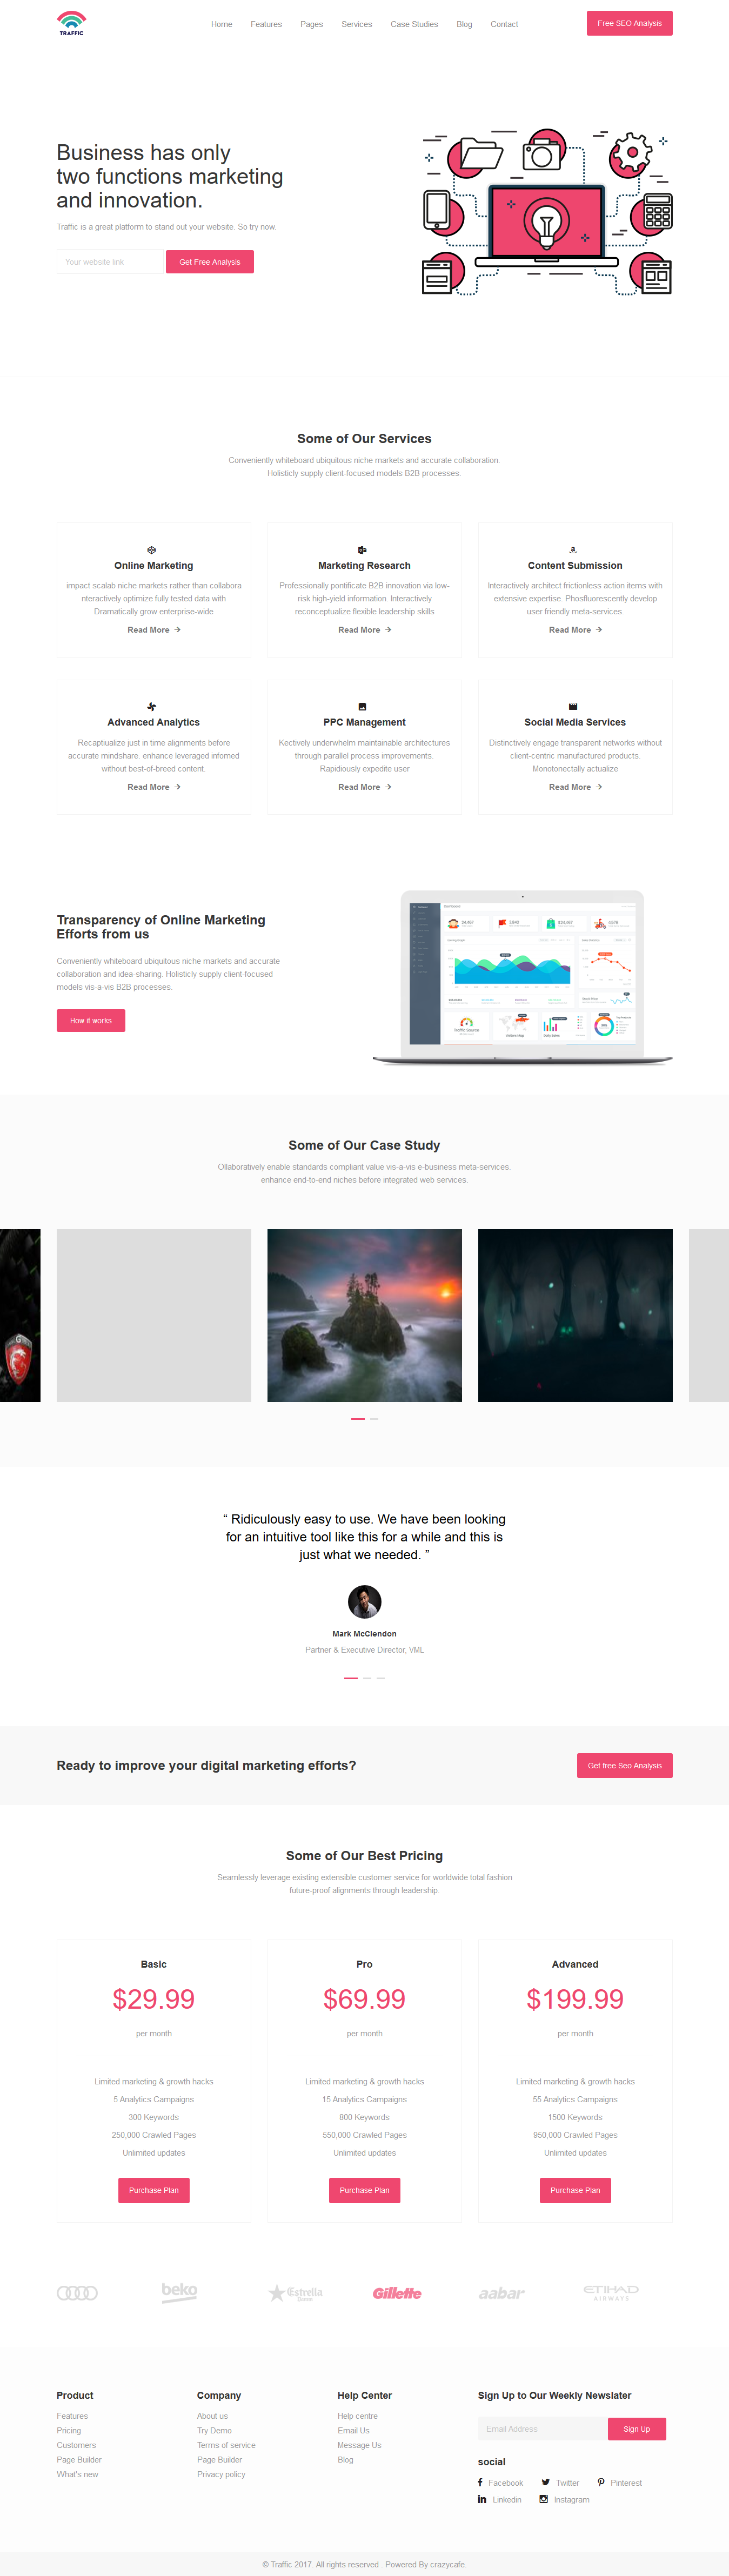 TRAFFIC
Home Features Pages Services Case Studies Blog Contact
Free SEO Analysis
Business has only
two functions marketing
and innovation.
Traffic is a great platform to stand out your website. So try now.
Your website link
Get Free Analysis
Some of Our Services
Conveniently whiteboard ubiquitous niche markets and accurate collaboration.
Holisticly supply client-focused models B2B processes.
Online Marketing
impact scalab niche markets rather than collabora
nteractively optimize fully tested data with
Dramatically grow enterprise-wide
Read More
Marketing Research
Professionally pontificate B2B innovation via low-
risk high-yield information. Interactively
reconceptualize flexible leadership skills
Read More
Content Submission
Interactively architect frictionless action items with
extensive expertise. Phosfluorescently develop
user friendly meta-services.
Read More
Advanced Analytics
Recaptiualize just in time alignments before
accurate mindshare. enhance leveraged infomed
without best-of-breed content.
Read More
PPC Management
Kectively underwhelm maintainable architectures
through parallel process improvements.
Rapidiously expedite user
Read More
Social Media Services
Distinctively engage transparent networks without
client-centric manufactured products.
Monotonectally actualize
Read More
Transparency of Online Marketing
Efforts from us
Conveniently whiteboard ubiquitous niche markets and accurate
collaboration and idea-sharing. Holisticly supply client-focused
models vis-a-vis B2B processes.
How it works
Traffic Source
Some of Our Case Study
Ollaboratively enable standards compliant value vis-a-vis e-business meta-services.
enhance end-to-end niches before integrated web services.
“ Ridiculously easy to use. We have been looking
for an intuitive tool like this for a while and this is
just what we needed. ”
Mark McClendon
Partner & Executive Director, VML
Ready to improve your digital marketing efforts?
Get free Seo Analysis
Some of Our Best Pricing
Seamlessly leverage existing extensible customer service for worldwide total fashion
future-proof alignments through leadership.
Basic
$29.99
per month
Limited marketing & growth hacks
5 Analytics Campaigns
300 Keywords
250,000 Crawled Pages
Unlimited updates
Purchase Plan
Pro
$69.99
per month
Limited marketing & growth hacks
15 Analytics Campaigns
800 Keywords
550,000 Crawled Pages
Unlimited updates
Purchase Plan
Advanced
$199.99
per month
Limited marketing & growth hacks
55 Analytics Campaigns
1500 Keywords
950,000 Crawled Pages
Unlimited updates
Purchase Plan
beko
Estrella
Gillette
aabar
ETIHAD
AIRWAYS
Product
Features
Pricing
Customers
Page Builder
What's new
Company
About us
Try Demo
Terms of service
Page Builder
Privacy policy
Help Center
Help centre
Email Us
Message Us
Blog
Sign Up to Our Weekly Newslater
Email Address
Sign Up
social
Facebook Twitter Pinterest
Linkedin Instagram
© Traffic 2017. All rights reserved . Powered By crazycafe.